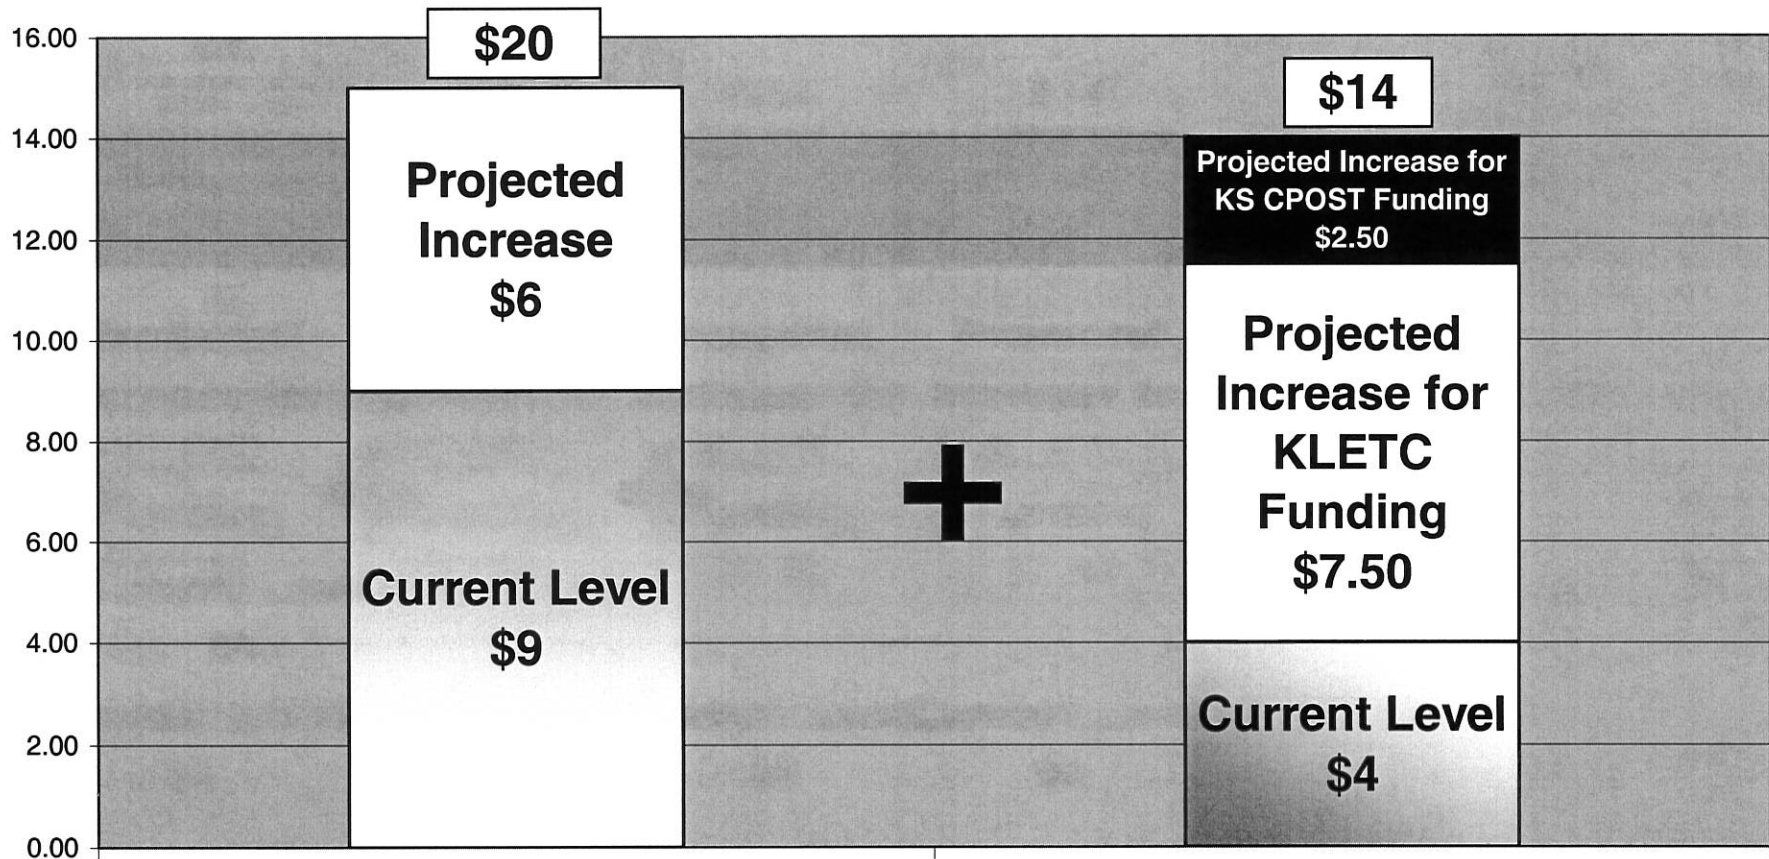 16.00
14.00
12.00
10.00
8.00
6.00
4.00
2.00
0.00
$20
Projected
Increase
$6
Current Level
$9
+
$14
Projected Increase for
KS CPOST Funding
$2.50
Projected
Increase for
KLETC
Funding
$7.50
Current Level
$4